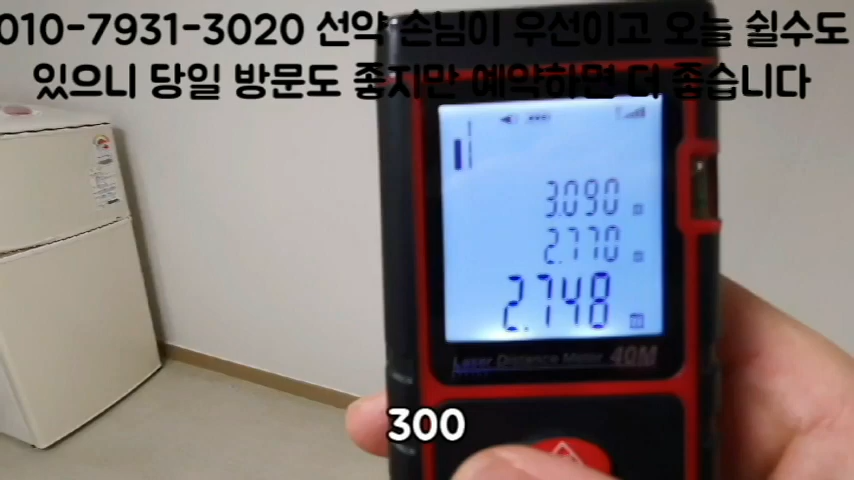 010-7931-3020 선약 손님이 우선이고 오늘 쉴수도
있으니 당일 방문도 좋지만 예약하면 더 좋습니다
3.090 m
2.770 m
2.748 m
Laser Distance Meter 40M
300